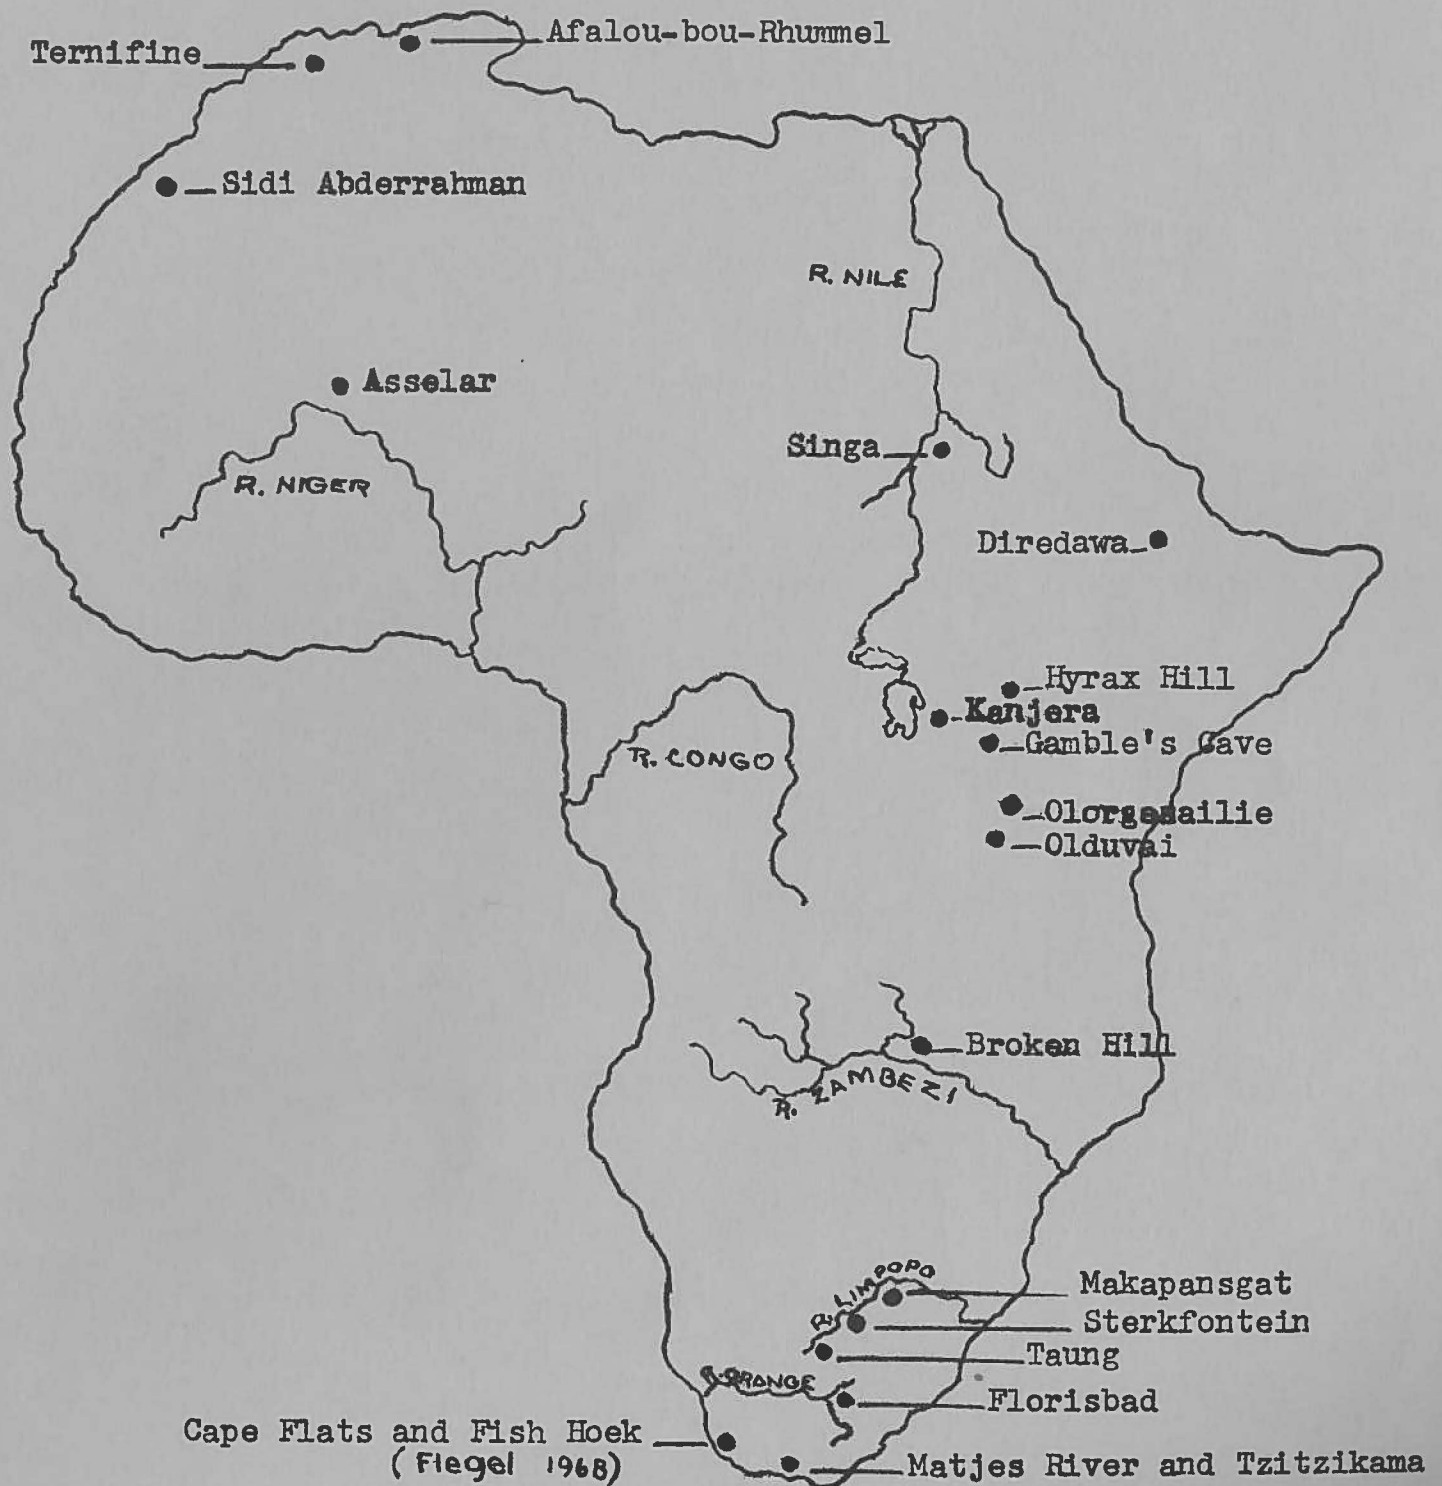 Afalou-bou-Rhummel
Ternifine
Sidi Abderrahman
R. NILE
Asselar
Singa
R. NIGER
Diredawa
Hyrax Hill
Kanjera
Gamble's Cave
R. CONGO
Olorgesailie
Olduvai
Broken Hill
R. ZAMBEZI
R. LIMPOPO
Makapansgat
Sterkfontein
Taung
R. ORANGE
Florisbad
Cape Flats and Fish Hoek
(Flegel 1968)
Matjes River and Tzitzikama